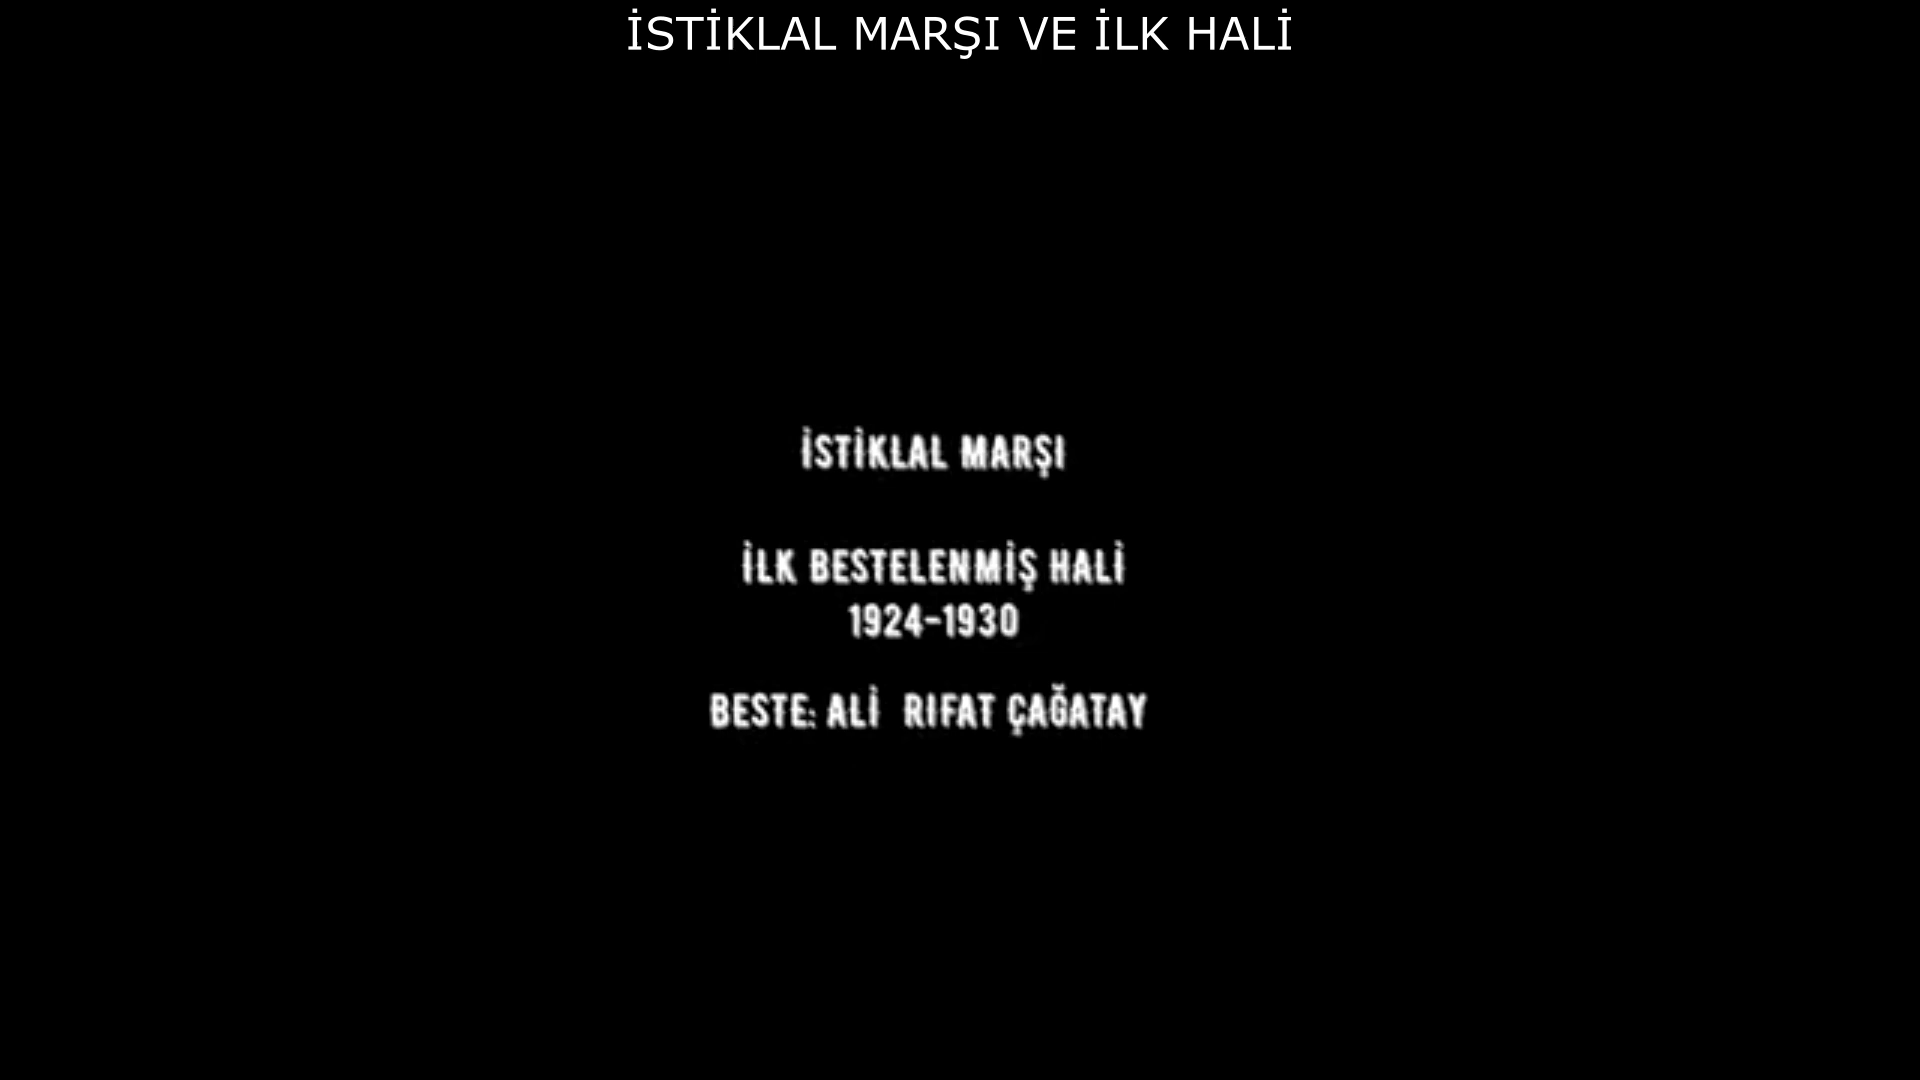 İSTİKLAL MARŞI VE İLK HALİ
İSTİKLAL MARŞI
İLK BESTELENMİŞ HALİ
1924-1930
BESTE: ALİ RIFAT ÇAĞATAY